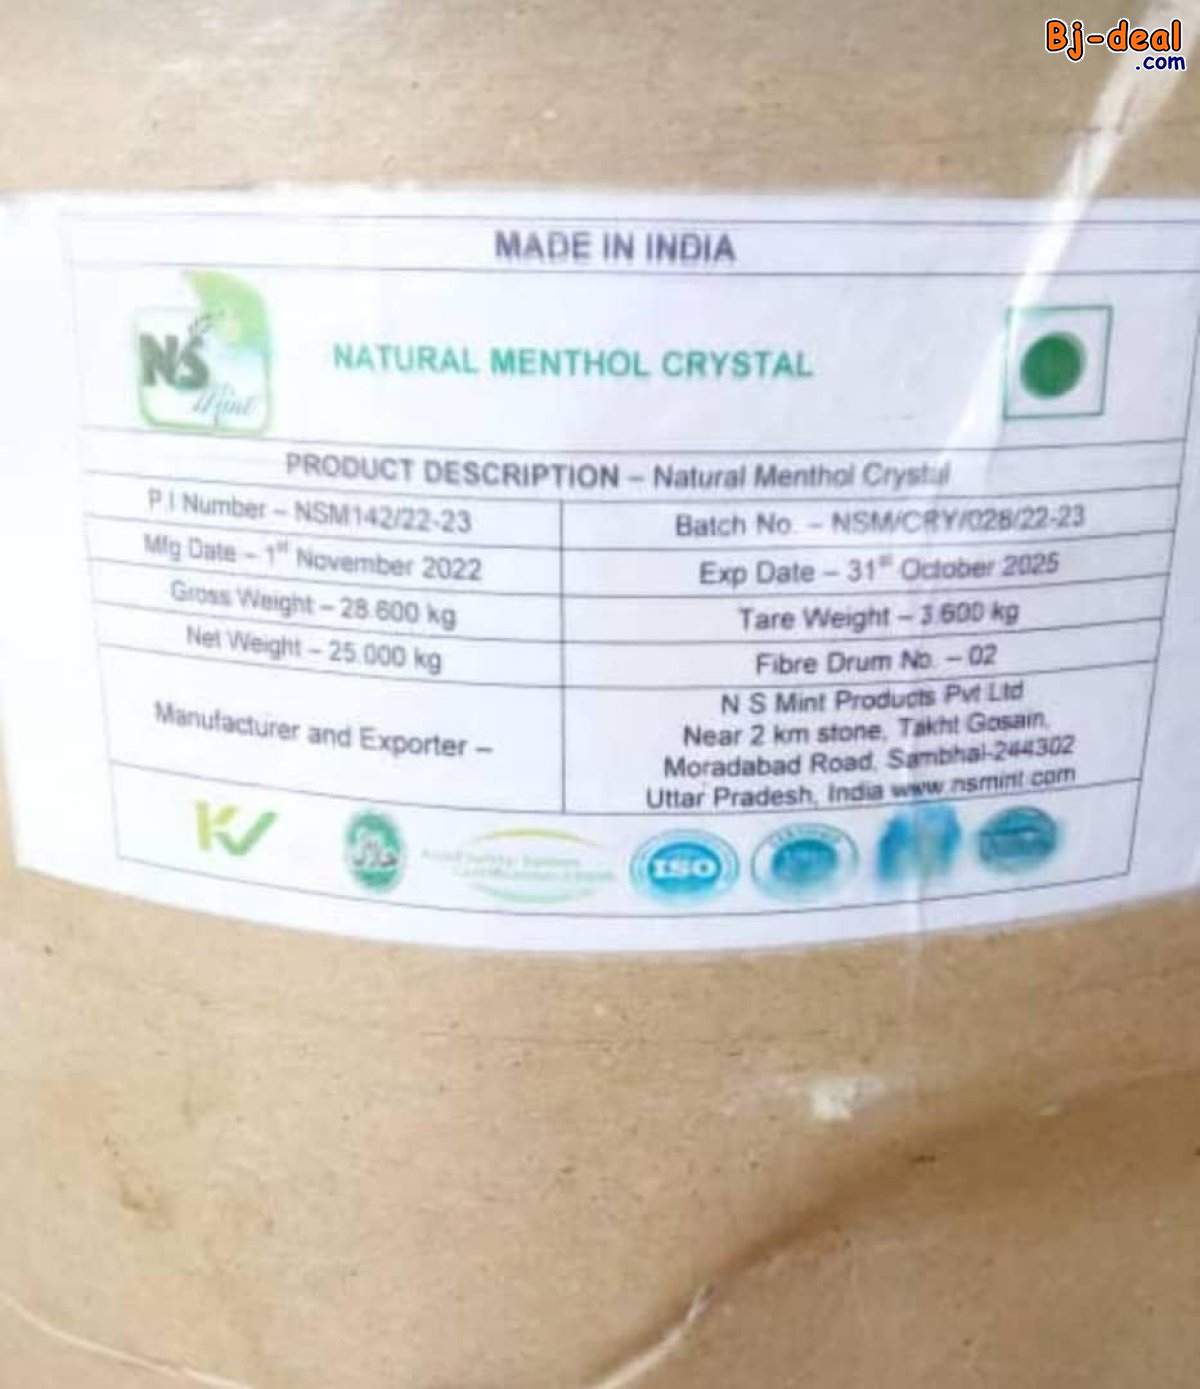 Bj-deal
.com
MADE IN INDIA
NS
Mint
NATURAL MENTHOL CRYSTAL
PRODUCT DESCRIPTION – Natural Menthol Crystal
P.I Number – NSM142/22-23
Batch No. – NSM/CRY/028/22-23
Mfg Date – 1st November 2022
Exp Date – 31st October 2025
Gross Weight – 28.600 kg
Tare Weight – 3.600 kg
Net Weight – 25.000 kg
Fibre Drum No. – 02
Manufacturer and Exporter –
N S Mint Products Pvt Ltd
Near 2 km stone, Takht Gosain,
Moradabad Road, Sambhal-244302
Uttar Pradesh, India www.nsmint.com
حلال
ISO